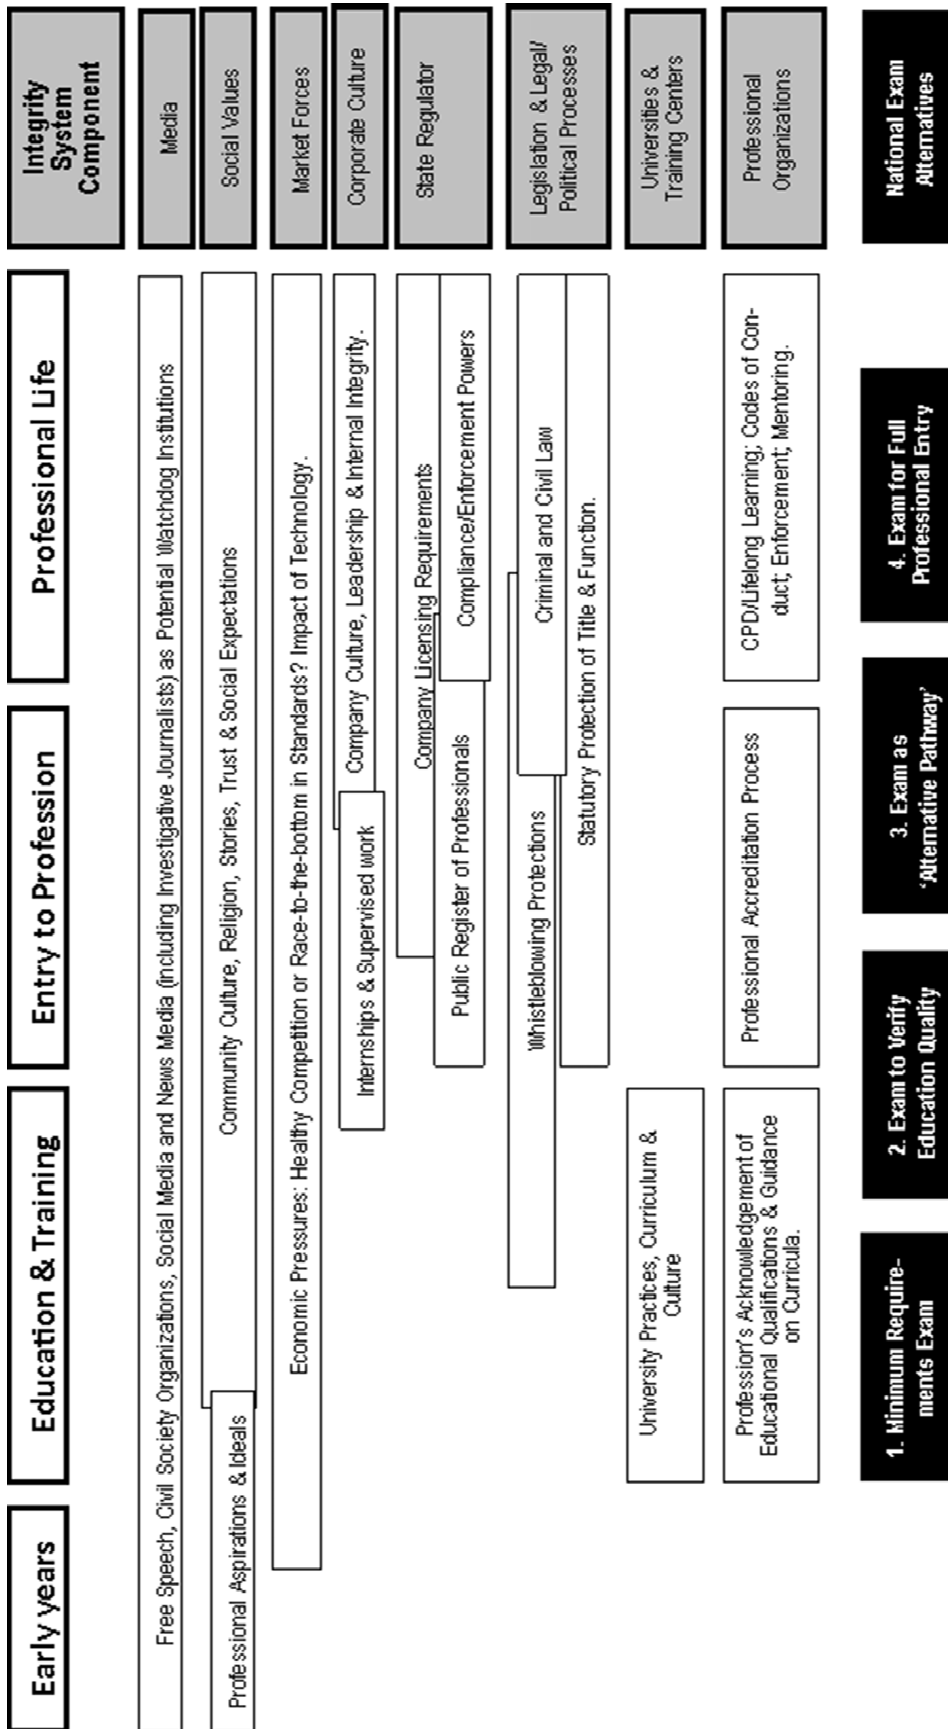 Early years
Education & Training
Entry to Profession
Professional Life
Integrity
System
Component
Free Speech, Civil Society Organizations, Social Media and News Media (including Investigative Journalists) as Potential Watchdog Institutions
Media
Professional Aspirations & Ideals
Community Culture, Religion, Stories, Trust & Social Expectations
Social Values
Economic Pressures: Healthy Competition or Race-to-the-bottom in Standards? Impact of Technology.
Market Forces
Internships & Supervised work
Company Culture, Leadership & Internal Integrity.
Corporate Culture
Company Licensing Requirements
Public Register of Professionals
Compliance/Enforcement Powers
State Regulator
Whistleblowing Protections
Criminal and Civil Law
Statutory Protection of Title & Function.
Legislation & Legal/
Political Processes
University Practices, Curriculum &
Culture
Universities &
Training Centers
Profession's Acknowledgement of
Educational Qualifications & Guidance
on Curricula.
Professional Accreditation Process
CPD/Lifelong Learning; Codes of Con-
duct; Enforcement; Mentoring.
Professional
Organizations
1. Minimum Require-
ments Exam
2. Exam to Verify
Education Quality
3. Exam as
'Alternative Pathway'
4. Exam for Full
Professional Entry
National Exam
Alternatives